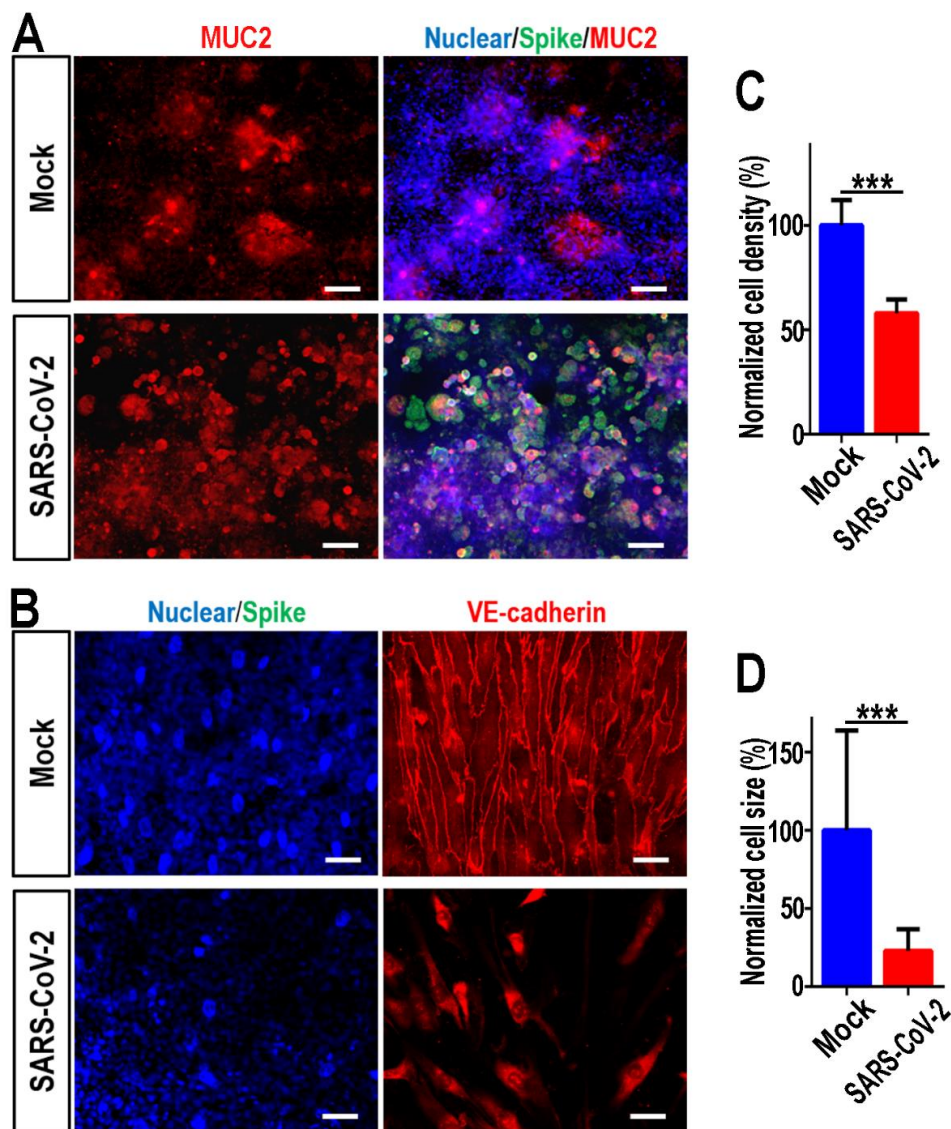 A
MUC2
Nuclear/Spike/MUC2
Mock
SARS-CoV-2
B
Nuclear/Spike
VE-cadherin
Mock
SARS-CoV-2
C
Normalized cell density (%)
100
50
0
***
Mock
SARS-CoV-2
D
Normalized cell size (%)
150
100
50
0
***
Mock
SARS-CoV-2